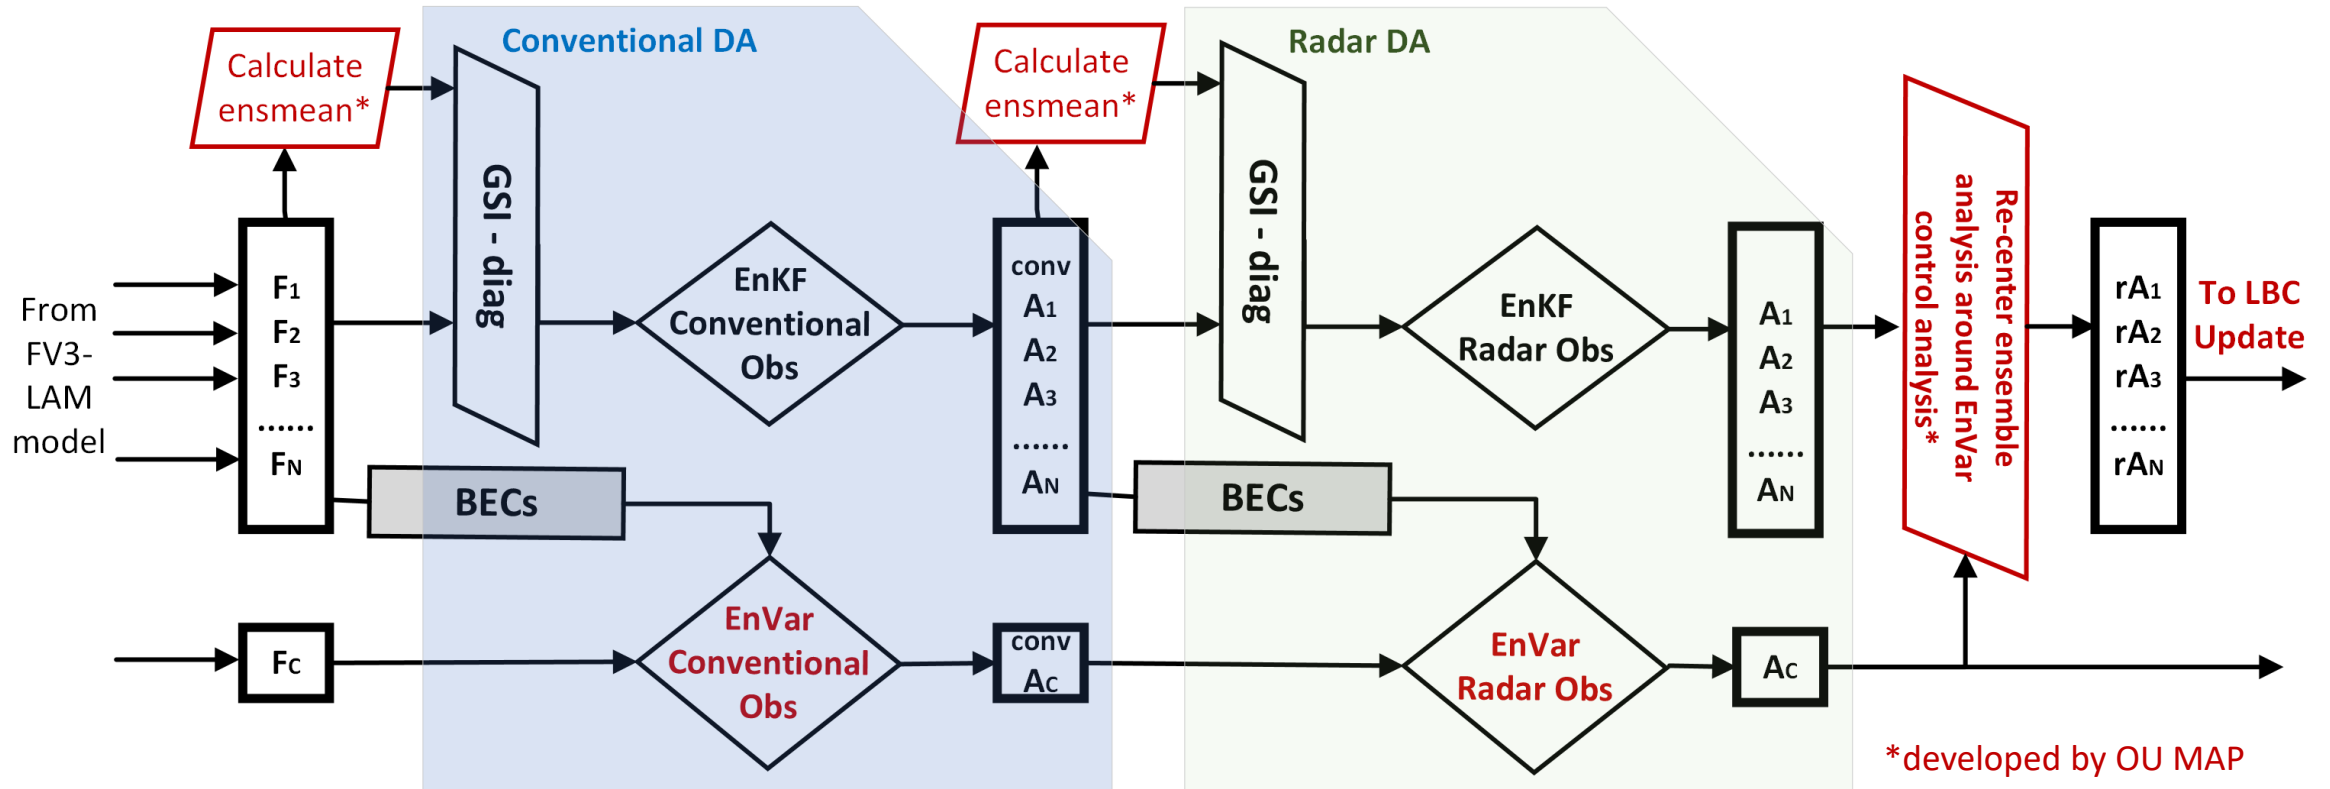 Conventional DA
Radar DA
Calculate
ensmean*
Calculate
ensmean*
GSI - diag
GSI - diag
From
FV3-
LAM
model
F1
F2
F3
......
FN
EnKF
Conventional
Obs
conv
A1
A2
A3
......
AN
EnKF
Radar Obs
A1
A2
A3
......
AN
Re-center ensemble
analysis around EnVar
control analysis*
rA1
rA2
rA3
......
rAN
To LBC
Update
BECs
BECs
FC
EnVar
Conventional
Obs
conv
AC
EnVar
Radar Obs
AC
*developed by OU MAP